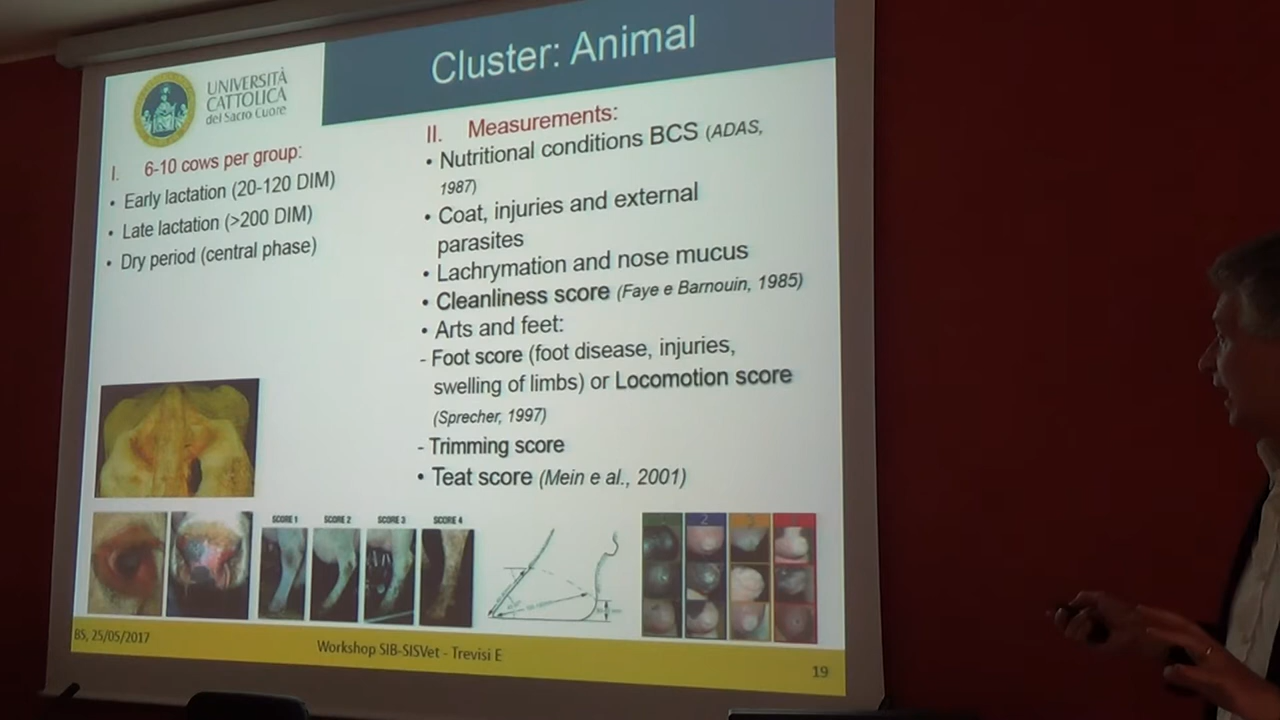 UNIVERSITÀ
CATTOLICA
del Sacro Cuore
Cluster: Animal
I. 6-10 cows per group:
• Early lactation (20-120 DIM)
• Late lactation (>200 DIM)
• Dry period (central phase)
II. Measurements:
• Nutritional conditions BCS (ADAS,
1987)
• Coat, injuries and external
parasites
• Lachrymation and nose mucus
• Cleanliness score (Faye e Barnouin, 1985)
• Arts and feet:
- Foot score (foot disease, injuries,
swelling of limbs) or Locomotion score
(Sprecher, 1997)
- Trimming score
• Teat score (Mein e al., 2001)
SCORE 1 SCORE 2 SCORE 3 SCORE 4
2
BS, 25/05/2017
Workshop SIB-SISVet - Trevisi E
19